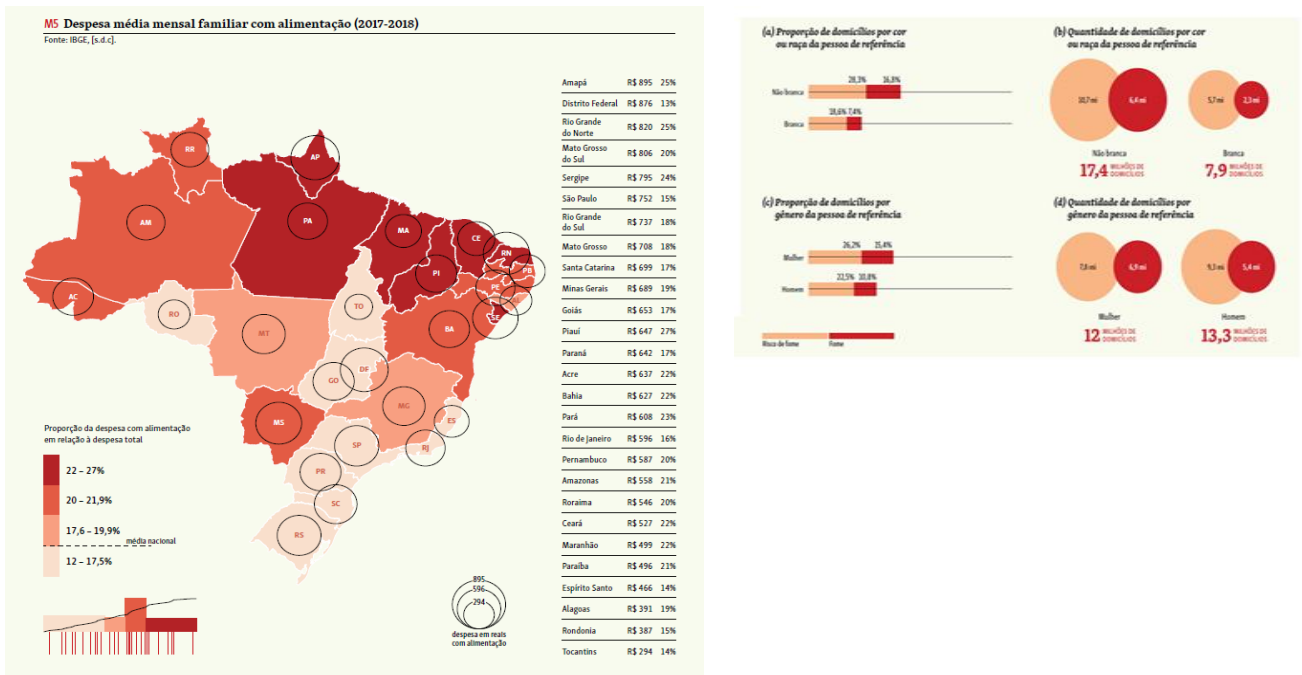 M5 Despesa média mensal familiar com alimentação (2017-2018)
Fonte: IBGE, [s.d.c].
Amapá R$ 895 25%
Distrito Federal R$ 876 13%
Rio Grande
do Norte R$ 820 25%
Mato Grosso
do Sul R$ 806 20%
Sergipe R$ 795 24%
São Paulo R$ 752 15%
Rio Grande
do Sul R$ 737 18%
Mato Grosso R$ 708 18%
Santa Catarina R$ 699 17%
Minas Gerais R$ 689 19%
Goiás R$ 653 17%
Piauí R$ 647 27%
Paraná R$ 642 17%
Acre R$ 637 22%
Bahia R$ 627 22%
Pará R$ 608 23%
Rio de Janeiro R$ 596 16%
Pernambuco R$ 587 20%
Amazonas R$ 558 21%
Roraima R$ 546 20%
Ceará R$ 527 22%
Maranhão R$ 499 22%
Paraíba R$ 496 21%
Espírito Santo R$ 466 14%
Alagoas R$ 391 19%
Rondonia R$ 387 15%
Tocantins R$ 294 14%
RR
AP
AM
PA
MA
CE
RN
PB
PI
PE
AC
RO
TO
SE
BA
MT
DF
GO
MG
MS
ES
SP
RJ
PR
SC
RS
Proporção da despesa com alimentação
em relação à despesa total
22 – 27%
20 – 21,9%
17,6 – 19,9%
média nacional
12 – 17,5%
895
596
294
despesa em reais
com alimentação
(a) Proporção de domicílios por cor
ou raça da pessoa de referência
28,3% 16,8%
Não branca
18,6% 7,4%
Branca
(b) Quantidade de domicílios por cor
ou raça da pessoa de referência
10,7 mi 6,6 mi 5,7 mi 2,3 mi
Não branca Branca
17,4 MILHÕES DE DOMICÍLIOS
7,9 MILHÕES DE DOMICÍLIOS
(c) Proporção de domicílios por
gênero da pessoa de referência
26,2% 15,4%
Mulher
22,5% 10,8%
Homem
(d) Quantidade de domicílios por
gênero da pessoa de referência
7,8 mi 6,9 mi 9,3 mi 5,4 mi
Mulher Homem
12 MILHÕES DE DOMICÍLIOS
13,3 MILHÕES DE DOMICÍLIOS
Risco de fome Fome